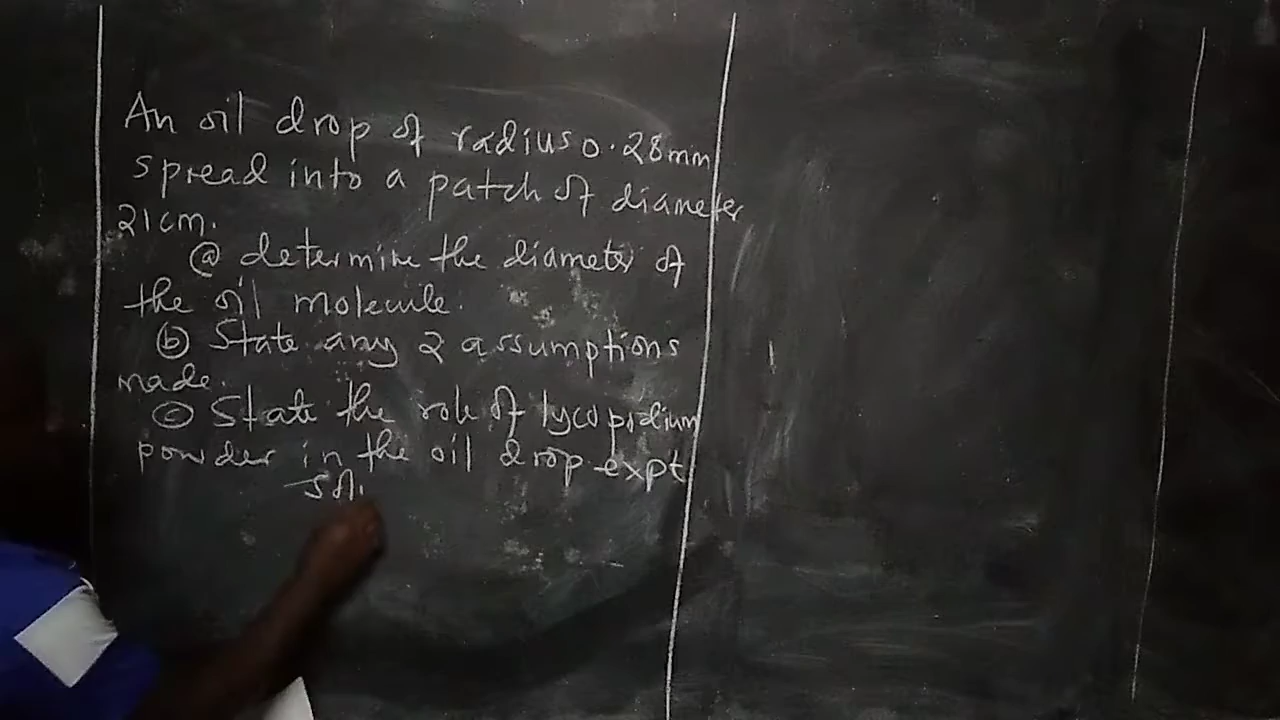 An oil drop of radius 0.28mm
spread into a patch of diameter
21cm.
(a) determine the diameter of
the oil molecule.
(b) State any 2 assumptions
made.
(c) State the role of lycopodium
powder in the oil drop expt
Sol